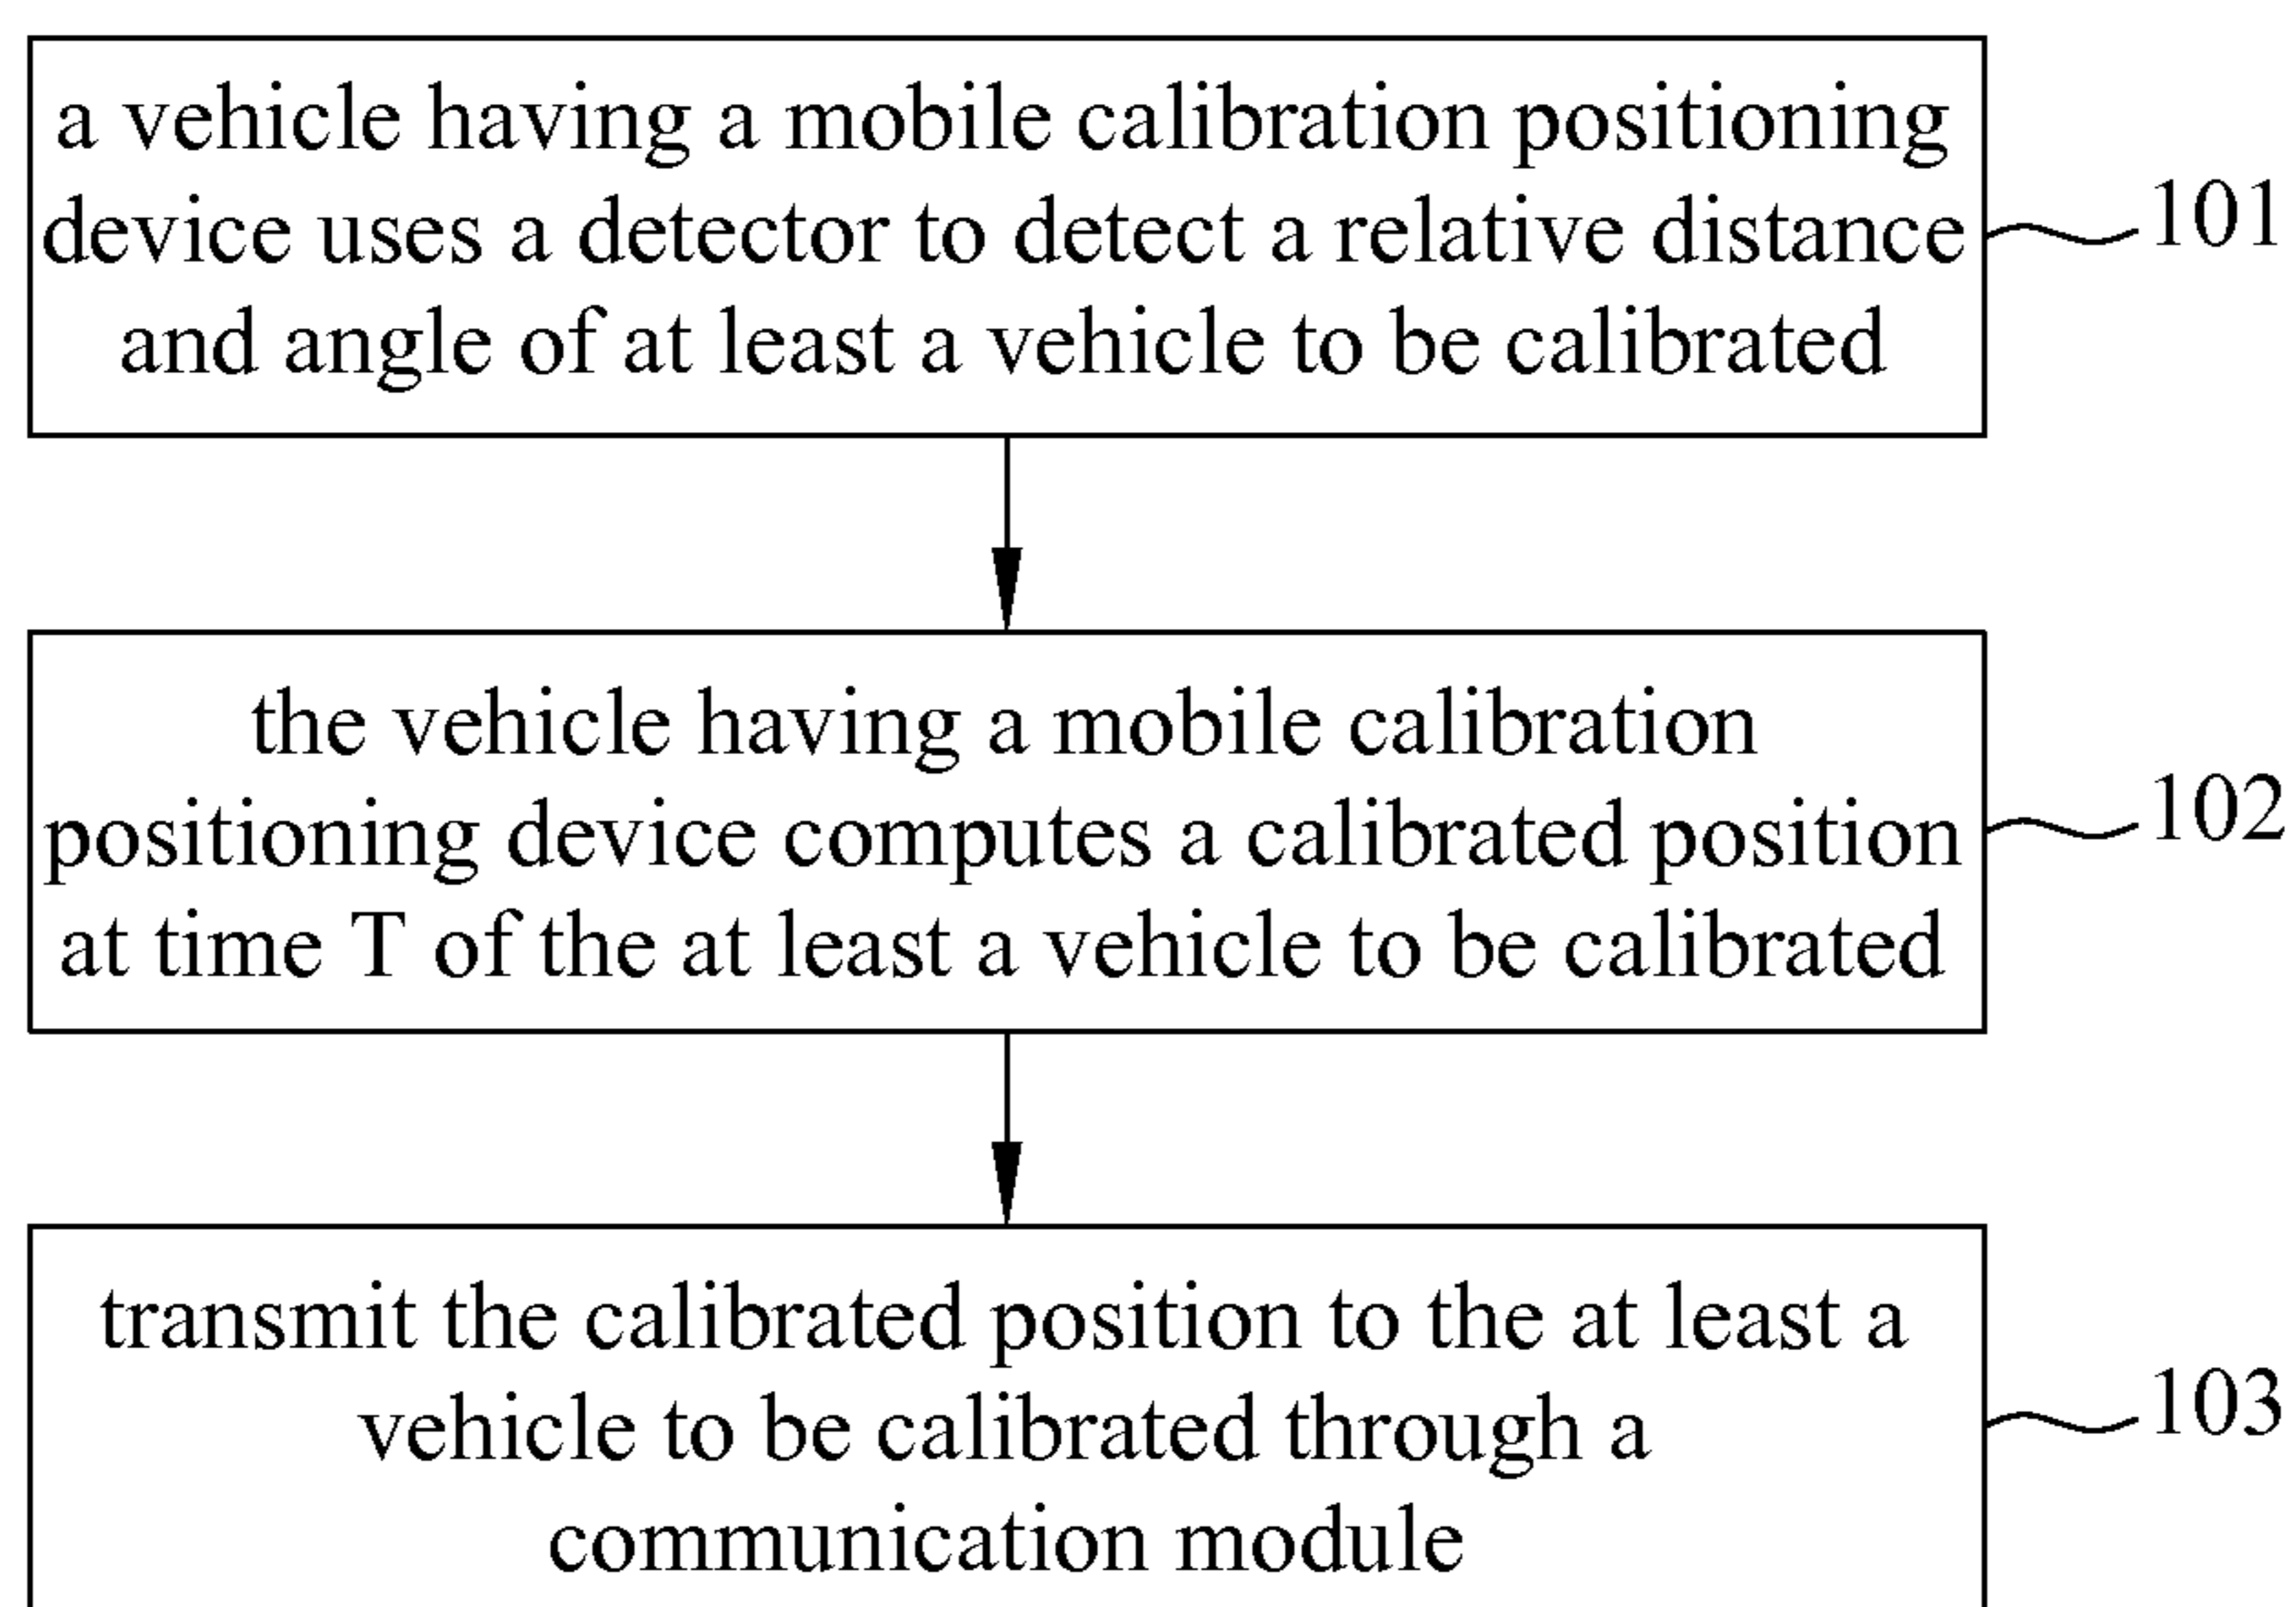 a vehicle having a mobile calibration positioning
device uses a detector to detect a relative distance
and angle of at least a vehicle to be calibrated
101
the vehicle having a mobile calibration
positioning device computes a calibrated position
at time T of the at least a vehicle to be calibrated
102
transmit the calibrated position to the at least a
vehicle to be calibrated through a
communication module
103